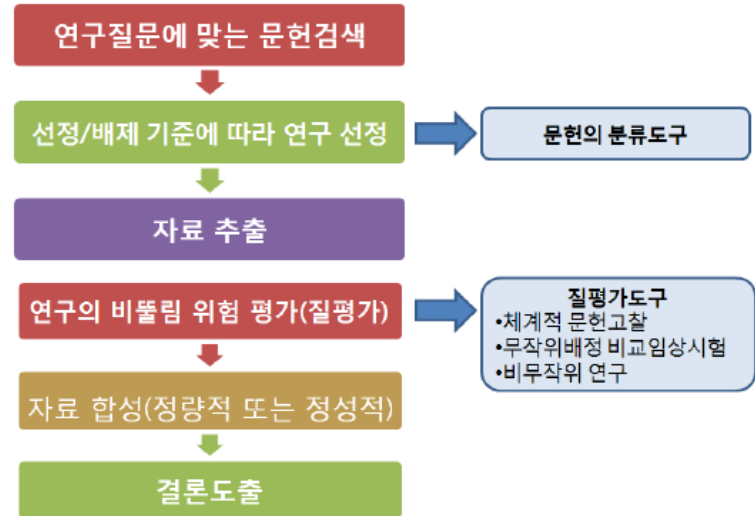 연구질문에 맞는 문헌검색
선정/배제 기준에 따라 연구 선정
문헌의 분류도구
자료 추출
연구의 비뚤림 위험 평가(질평가)
질평가도구
•체계적 문헌고찰
•무작위배정 비교임상시험
•비무작위 연구
자료 합성(정량적 또는 정성적)
결론도출